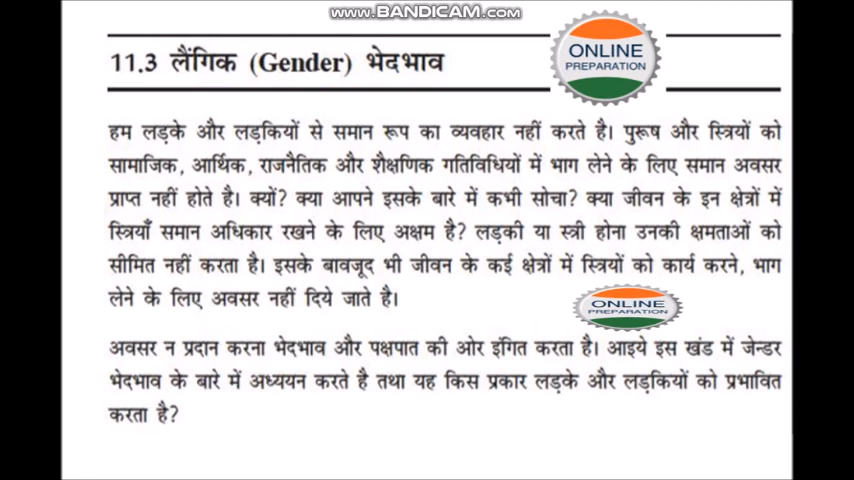 www.BANDICAM.com
ONLINE
PREPARATION
11.3 लैंगिक (Gender) भेदभाव
हम लड़के और लड़कियों से समान रूप का व्यवहार नहीं करते है। पुरूष और स्त्रियों को
सामाजिक, आर्थिक, राजनैतिक और शैक्षणिक गतिविधियों में भाग लेने के लिए समान अवसर
प्राप्त नहीं होते है। क्यों? क्या आपने इसके बारे में कभी सोचा? क्या जीवन के इन क्षेत्रों में
स्त्रियाँ समान अधिकार रखने के लिए अक्षम है? लड़की या स्त्री होना उनकी क्षमताओं को
सीमित नहीं करता है। इसके बावजूद भी जीवन के कई क्षेत्रों में स्त्रियों को कार्य करने, भाग
लेने के लिए अवसर नहीं दिये जाते है।
ONLINE
PREPARATION
अवसर न प्रदान करना भेदभाव और पक्षपात की ओर इंगित करता है। आइये इस खंड में जेन्डर
भेदभाव के बारे में अध्ययन करते है तथा यह किस प्रकार लड़के और लड़कियों को प्रभावित
करता है?